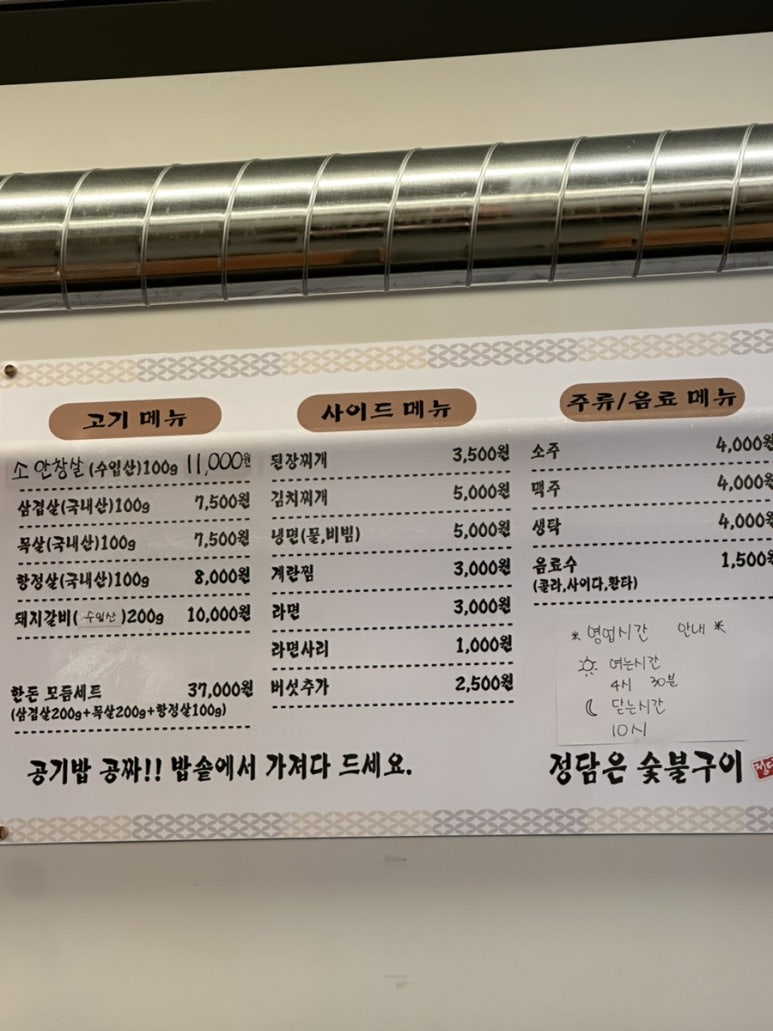 고기 메뉴
소 안창살 (수입산)100g 11,000원
삼겹살(국내산)100g 7,500원
목살(국내산)100g 7,500원
항정살(국내산)100g 8,000원
돼지갈비( 수입산 )200g 10,000원
한돈 모듬세트 37,000원
(삼겹살200g+목살200g+항정살100g)
사이드 메뉴
된장찌개 3,500원
김치찌개 5,000원
냉면(물,비빔) 5,000원
계란찜 3,000원
라면 3,000원
라면사리 1,000원
버섯추가 2,500원
주류/음료 메뉴
소주 4,000원
맥주 4,000원
생탁 4,000원
음료수 1,500원
(콜라,사이다,환타)
* 영업시간 안내 *
여는시간
4시 30분
닫는시간
10시
공기밥 공짜!! 밥솥에서 가져다 드세요.
정담은 숯불구이